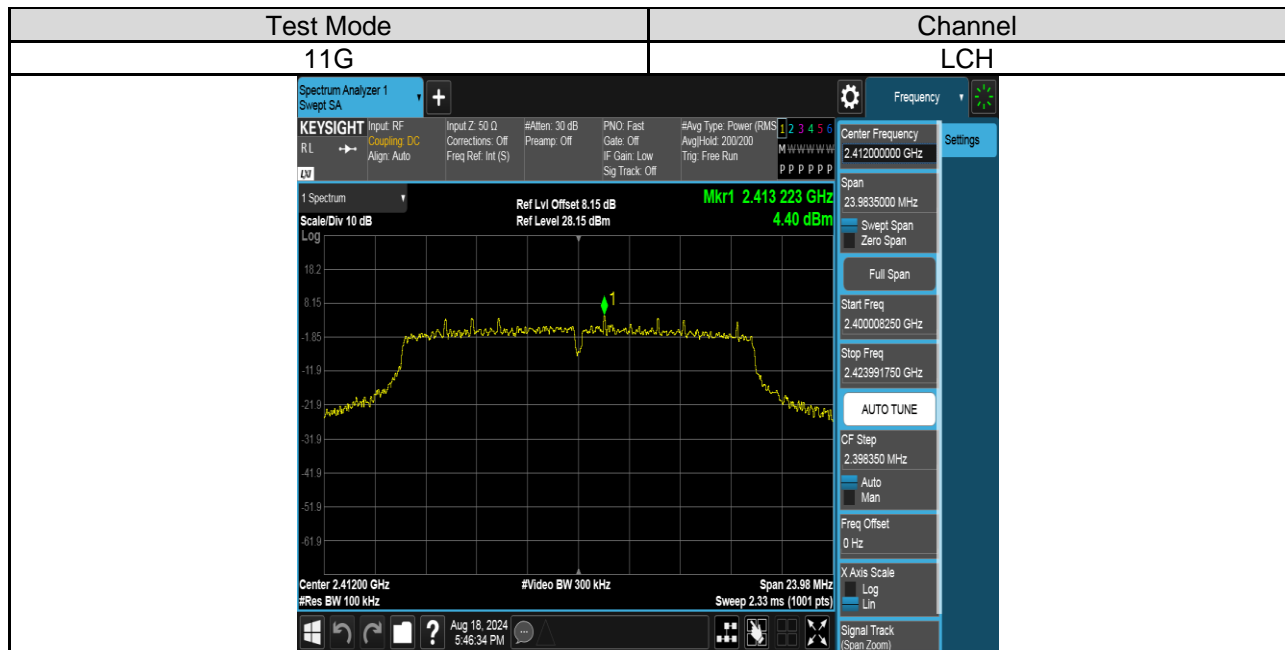 Test Mode Channel
11G LCH
Spectrum Analyzer 1
Swept SA
+
Frequency
KEYSIGHT
RL
LXI
Input: RF
Coupling: DC
Align: Auto
Input Z: 50 Ω
Corrections: Off
Freq Ref: Int (S)
#Atten: 30 dB
Preamp: Off
PNO: Fast
Gate: Off
IF Gain: Low
Sig Track: Off
#Avg Type: Power (RMS
Avg|Hold: 200/200
Trig: Free Run
1 2 3 4 5 6
M W W W W W
P P P P P P
1 Spectrum
Scale/Div 10 dB
Log
Ref Lvl Offset 8.15 dB
Ref Level 28.15 dBm
Mkr1 2.413 223 GHz
4.40 dBm
18.2
8.15
-1.85
-11.9
-21.9
-31.9
-41.9
-51.9
-61.9
1
Center 2.41200 GHz
#Res BW 100 kHz
#Video BW 300 kHz
Span 23.98 MHz
Sweep 2.33 ms (1001 pts)
Center Frequency
2.412000000 GHz
Settings
Span
23.9835000 MHz
Swept Span
Zero Span
Full Span
Start Freq
2.400008250 GHz
Stop Freq
2.423991750 GHz
AUTO TUNE
CF Step
2.398350 MHz
Auto
Man
Freq Offset
0 Hz
X Axis Scale
Log
Lin
Signal Track
(Span Zoom)
?
Aug 18, 2024
5:46:34 PM